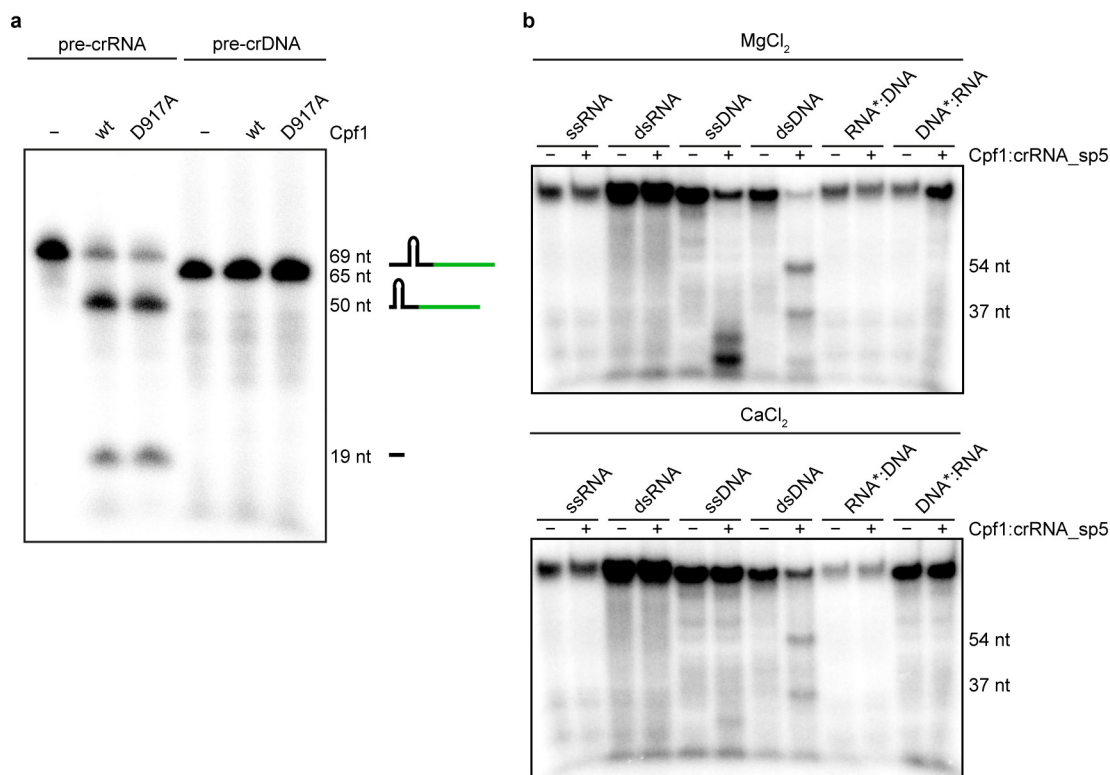 a
pre-crRNA pre-crDNA
– wt D917A – wt D917A Cpf1
69 nt
65 nt
50 nt
19 nt
b
MgCl₂
ssRNA dsRNA ssDNA dsDNA RNA*:DNA DNA*:RNA
– + – + – + – + – + – + Cpf1:crRNA_sp5
54 nt
37 nt
CaCl₂
ssRNA dsRNA ssDNA dsDNA RNA*:DNA DNA*:RNA
– + – + – + – + – + – + Cpf1:crRNA_sp5
54 nt
37 nt